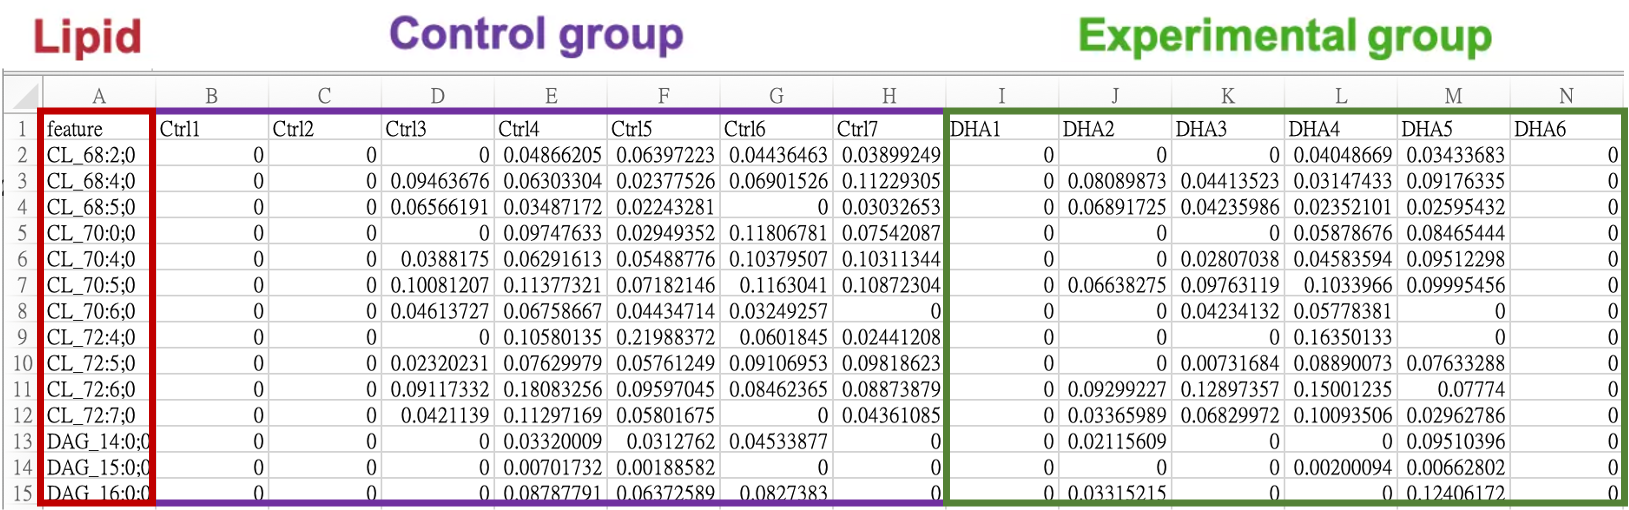 Lipid Control group Experimental group
A B C D E F G H I J K L M N
1 feature Ctrl1 Ctrl2 Ctrl3 Ctrl4 Ctrl5 Ctrl6 Ctrl7 DHA1 DHA2 DHA3 DHA4 DHA5 DHA6
2 CL_68:2;0 0 0 0 0.04866205 0.06397223 0.04436463 0.03899249 0 0 0 0.04048669 0.03433683 0
3 CL_68:4;0 0 0 0.09463676 0.06303304 0.02377526 0.06901526 0.11229305 0 0.08089873 0.04413523 0.03147433 0.09176335 0
4 CL_68:5;0 0 0 0.06566191 0.03487172 0.02243281 0 0.03032653 0 0.06891725 0.04235986 0.02352101 0.02595432 0
5 CL_70:0;0 0 0 0 0.09747633 0.02949352 0.11806781 0.07542087 0 0 0 0.05878676 0.08465444 0
6 CL_70:4;0 0 0 0.0388175 0.06291613 0.05488776 0.10379507 0.10311344 0 0 0.02807038 0.04583594 0.09512298 0
7 CL_70:5;0 0 0 0.10081207 0.11377321 0.07182146 0.1163041 0.10872304 0 0.06638275 0.09763119 0.1033966 0.09995456 0
8 CL_70:6;0 0 0 0.04613727 0.06758667 0.04434714 0.03249257 0 0 0 0.04234132 0.05778381 0 0
9 CL_72:4;0 0 0 0 0.10580135 0.21988372 0.0601845 0.02441208 0 0 0 0.16350133 0 0
10 CL_72:5;0 0 0 0.02320231 0.07629979 0.05761249 0.09106953 0.09818623 0 0 0.00731684 0.08890073 0.07633288 0
11 CL_72:6;0 0 0 0.09117332 0.18083256 0.09597045 0.08462365 0.08873879 0 0.09299227 0.12897357 0.15001235 0.07774 0
12 CL_72:7;0 0 0 0.0421139 0.11297169 0.05801675 0 0.04361085 0 0.03365989 0.06829972 0.10093506 0.02962786 0
13 DAG_14:0;0 0 0 0 0.03320009 0.0312762 0.04533877 0 0 0.02115609 0 0 0.09510396 0
14 DAG_15:0;0 0 0 0 0.00701732 0.00188582 0 0 0 0 0 0.00200094 0.00662802 0
15 DAG_16:0;0 0 0 0 0.08787791 0.06372589 0.0827383 0 0 0.03315215 0 0 0.12406172 0